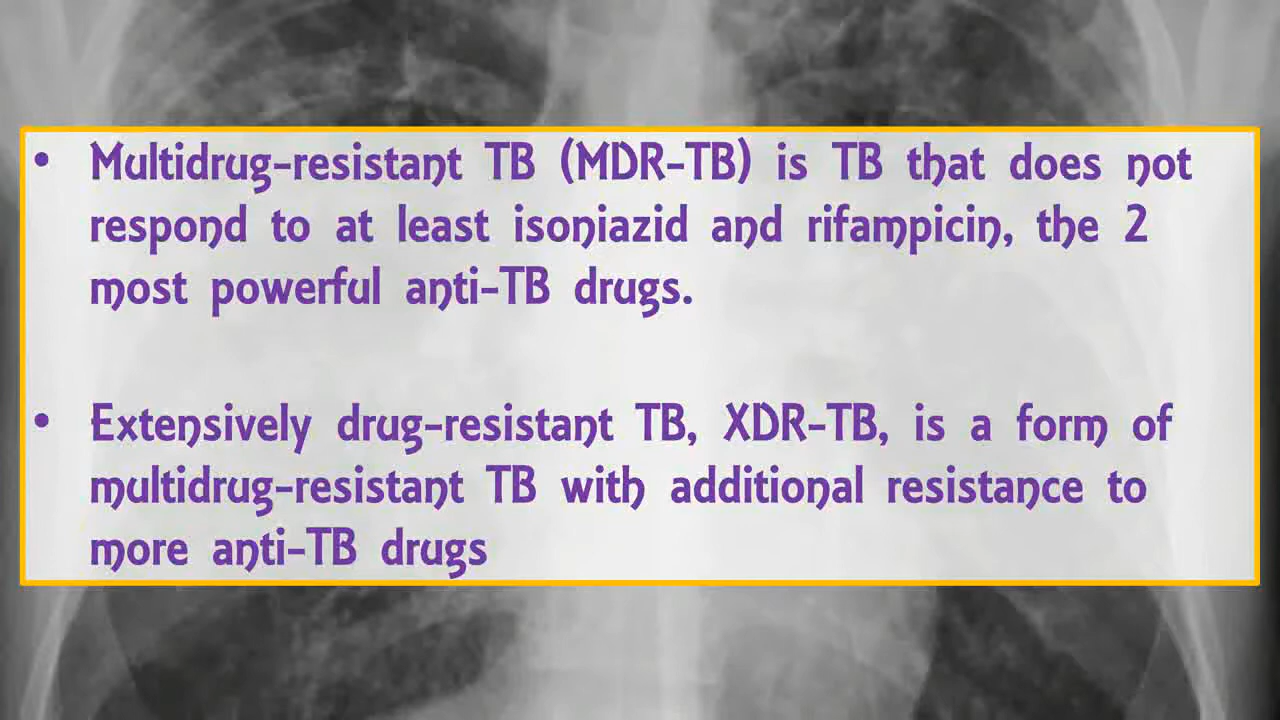 • Multidrug-resistant TB (MDR-TB) is TB that does not
respond to at least isoniazid and rifampicin, the 2
most powerful anti-TB drugs.
• Extensively drug-resistant TB, XDR-TB, is a form of
multidrug-resistant TB with additional resistance to
more anti-TB drugs